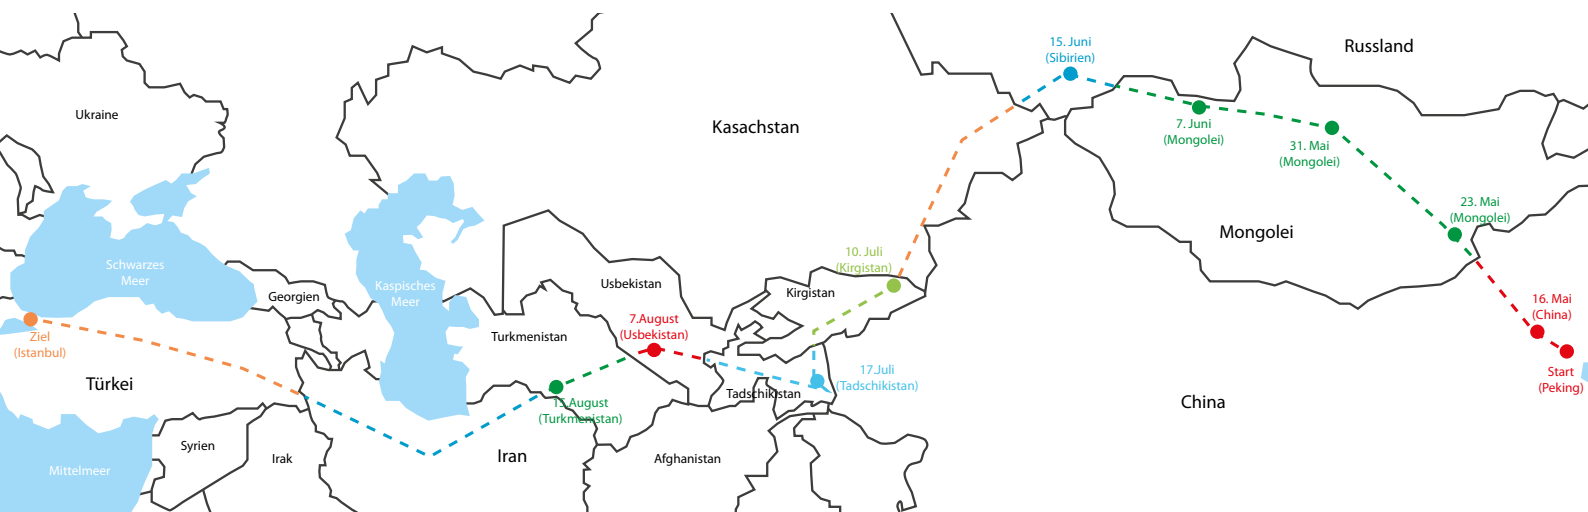 15. Juni
(Sibirien)
Russland
Ukraine
Kasachstan
7. Juni
(Mongolei)
31. Mai
(Mongolei)
23. Mai
(Mongolei)
Mongolei
10. Juli
(Kirgistan)
Schwarzes
Meer
Kaspisches
Meer
Georgien
Usbekistan
Kirgistan
16. Mai
(China)
7.August
(Usbekistan)
Turkmenistan
Ziel
(Istanbul)
Start
(Peking)
17.Juli
(Tadschikistan)
Türkei
Tadschikistan
China
15.August
(Turkmenistan)
Syrien
Irak
Iran
Afghanistan
Mittelmeer